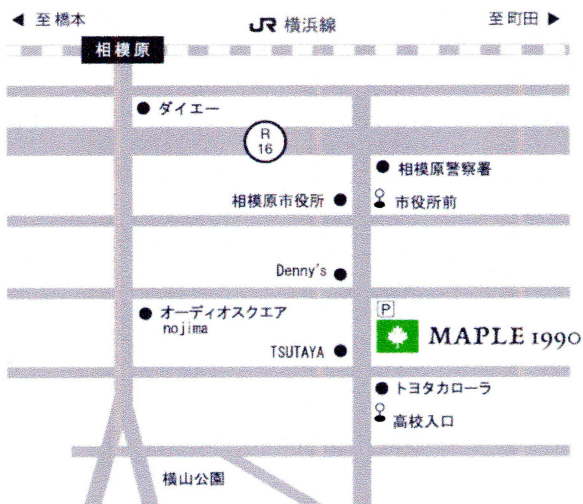 ◀ 至橋本
JR 横浜線
至町田 ▶
相模原
ダイエー
R
16
相模原警察署
相模原市役所
市役所前
Denny's
オーディオスクエア
nojima
P
MAPLE 1990
TSUTAYA
トヨタカローラ
高校入口
横山公園